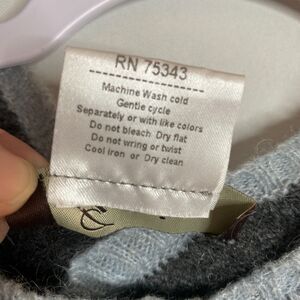 RN 75343
Machine Wash cold
Gentle cycle
Separately or with like colors
Do not bleach Dry flat
Do not wring or twist
Cool iron or Dry clean